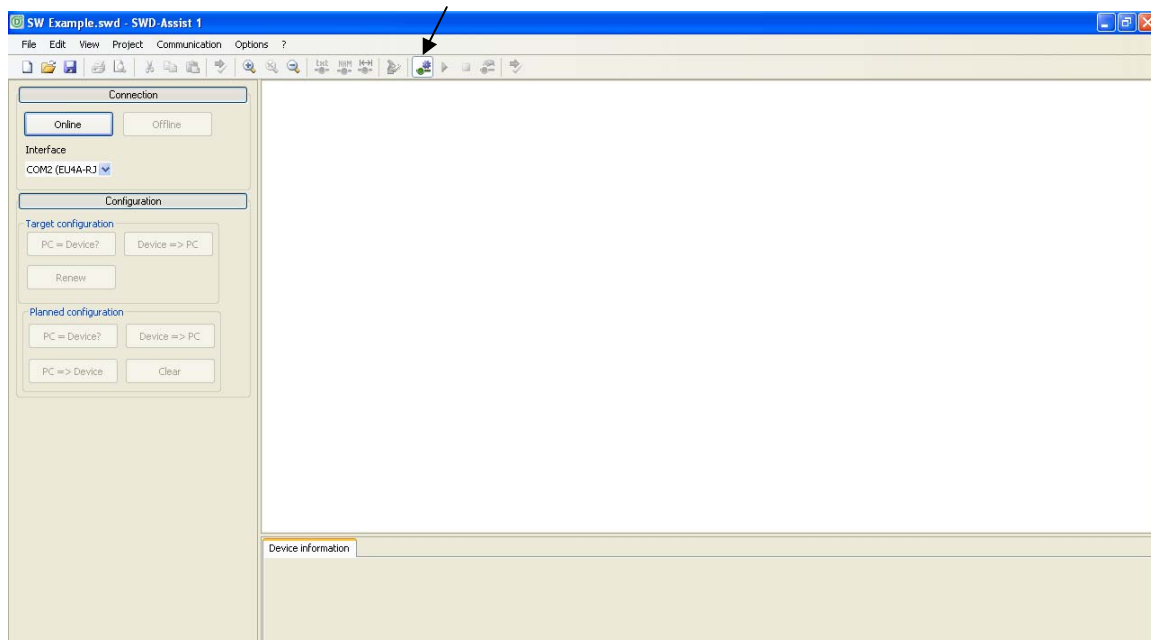 SW Example.swd - SWD-Assist 1
File Edit View Project Communication Options ?
Connection
Online Offline
Interface
COM2 (EU4A-RJ
Configuration
Target configuration
PC = Device? Device => PC
Renew
Planned configuration
PC = Device? Device => PC
PC => Device Clear
Device information